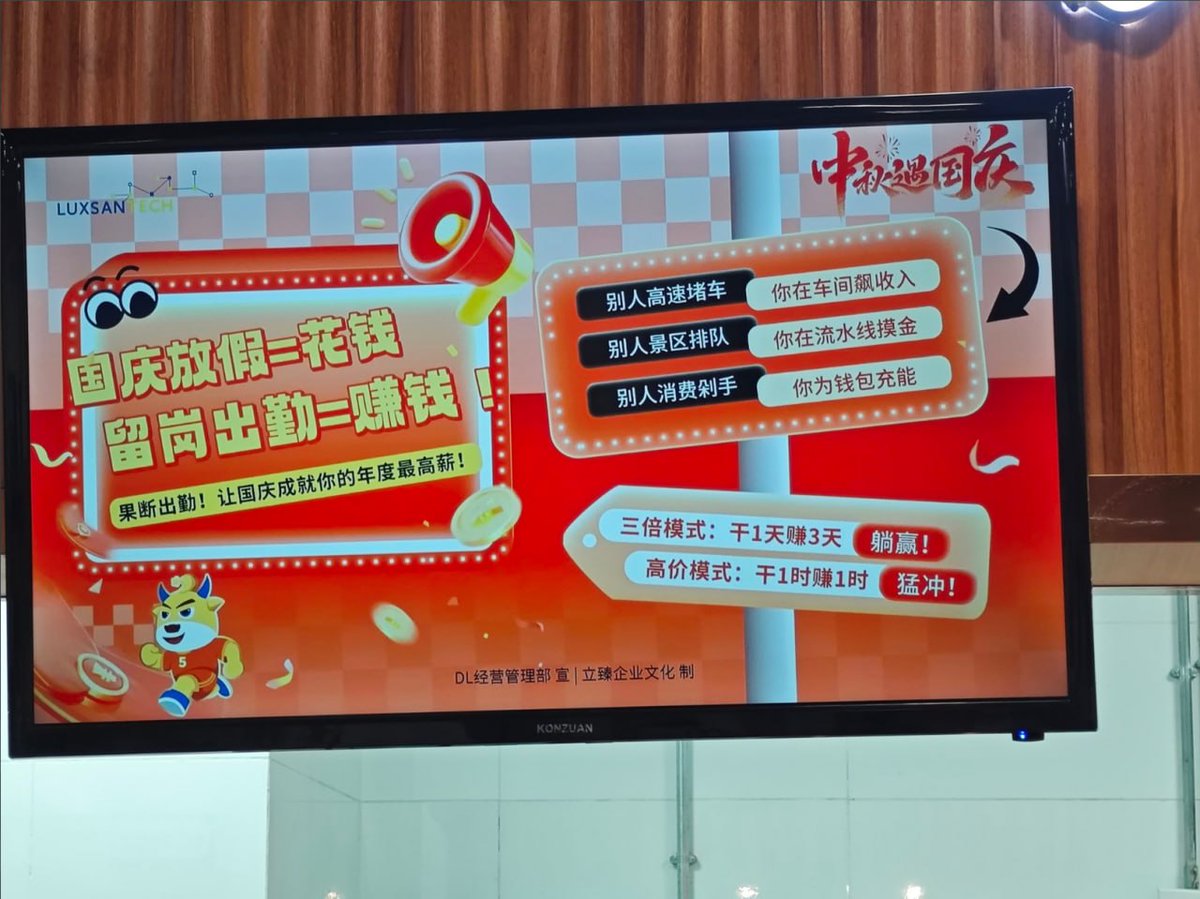 LUXSANTECH
中秋遇国庆
国庆放假=花钱
留岗出勤=赚钱！
果断出勤！让国庆成就你的年度最高薪！
别人高速堵车 你在车间飙收入
别人景区排队 你在流水线摸金
别人消费剁手 你为钱包充能
三倍模式：干1天赚3天 躺赢！
高价模式：干1时赚1时 猛冲！
5
DL经营管理部 宣 | 立臻企业文化 制
KONZUAN